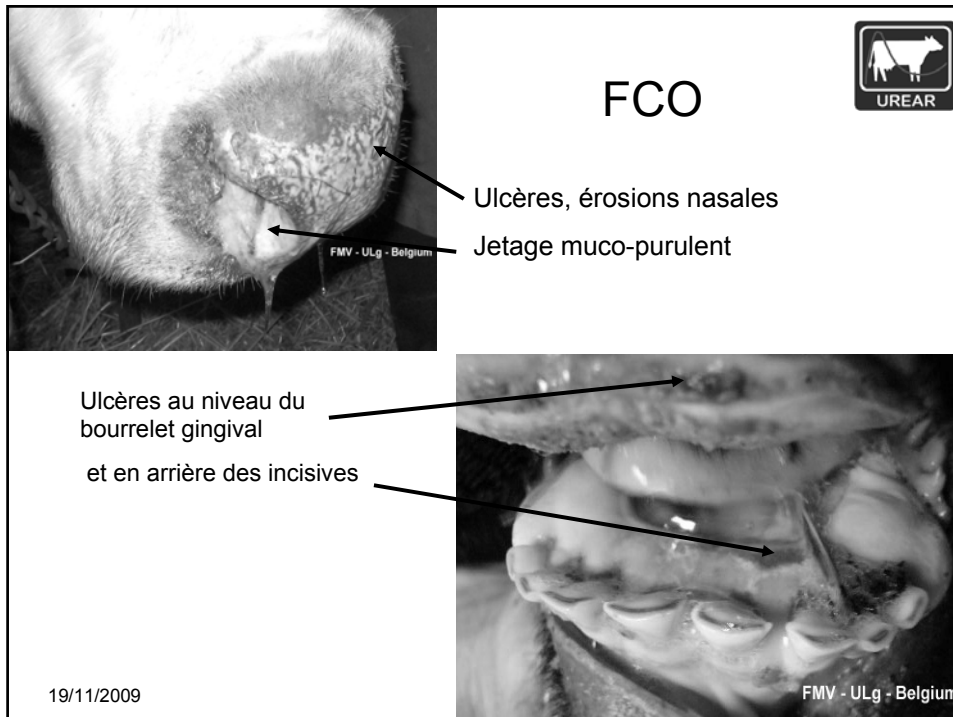 FCO
UREAR
Ulcères, érosions nasales
Jetage muco-purulent
FMV - ULg - Belgium
Ulcères au niveau du
bourrelet gingival
et en arrière des incisives
19/11/2009
FMV - ULg - Belgium